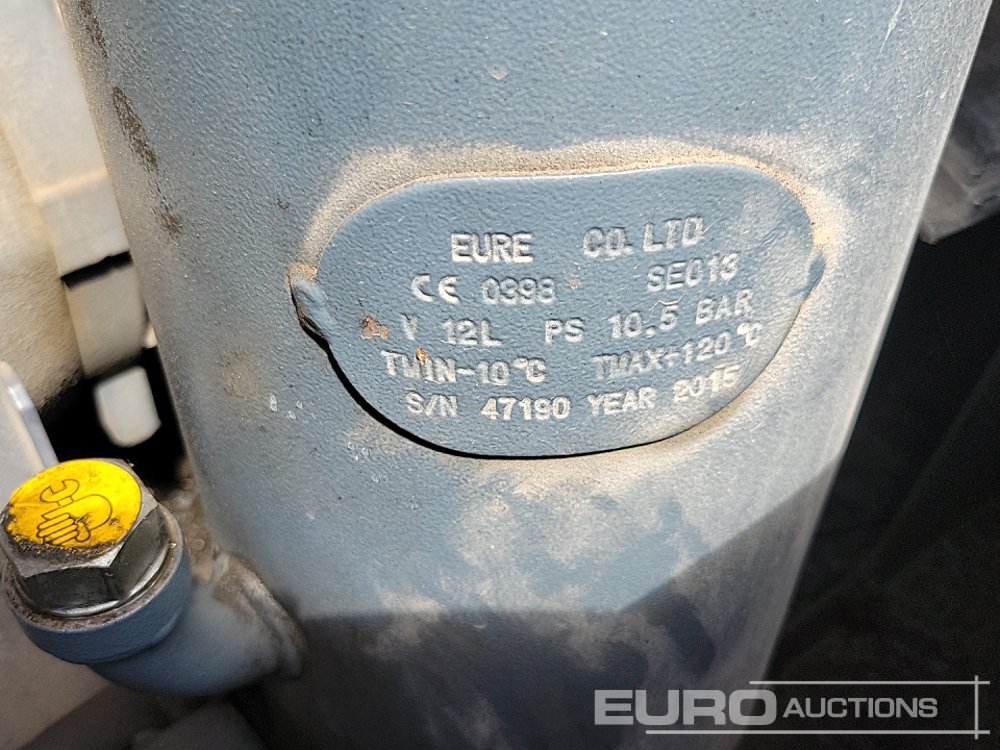 EURE CO. LTD
CE 0398 SE013
V 12L PS 10.5 BAR
TMIN-10°C TMAX+120°C
S/N 47190 YEAR 2015
EURO AUCTIONS